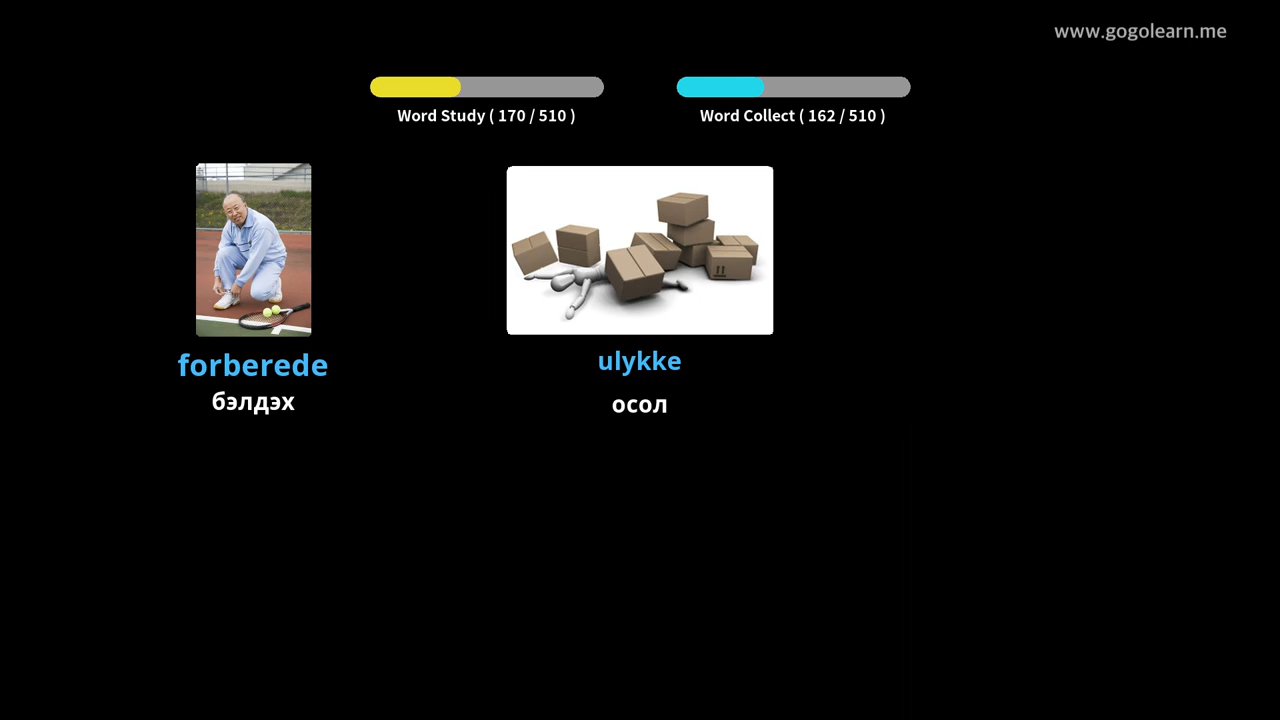 www.gogolearn.me
Word Study ( 170 / 510 )
Word Collect ( 162 / 510 )
forberede
бэлдэх
ulykke
осол